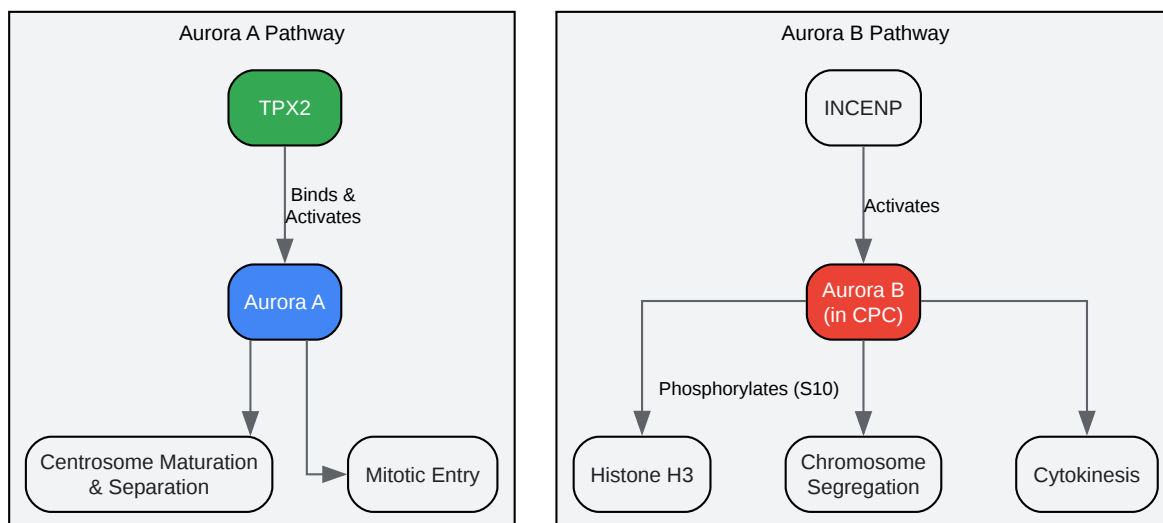 Aurora A Pathway
TPX2
Binds &
Activates
Aurora A
Centrosome Maturation
& Separation
Mitotic Entry
Aurora B Pathway
INCENP
Activates
Aurora B
(in CPC)
Phosphorylates (S10)
Histone H3
Chromosome
Segregation
Cytokinesis